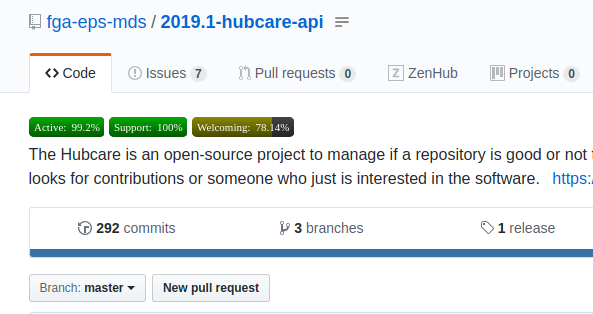 fga-eps-mds / 2019.1-hubcare-api
Code Issues 7 Pull requests 0 ZenHub Projects 0
Active: 99.2% Support: 100% Welcoming: 78.14%
The Hubcare is an open-source project to manage if a repository is good or not
looks for contributions or someone who just is interested in the software. https:/
292 commits 3 branches 1 release
Branch: master New pull request